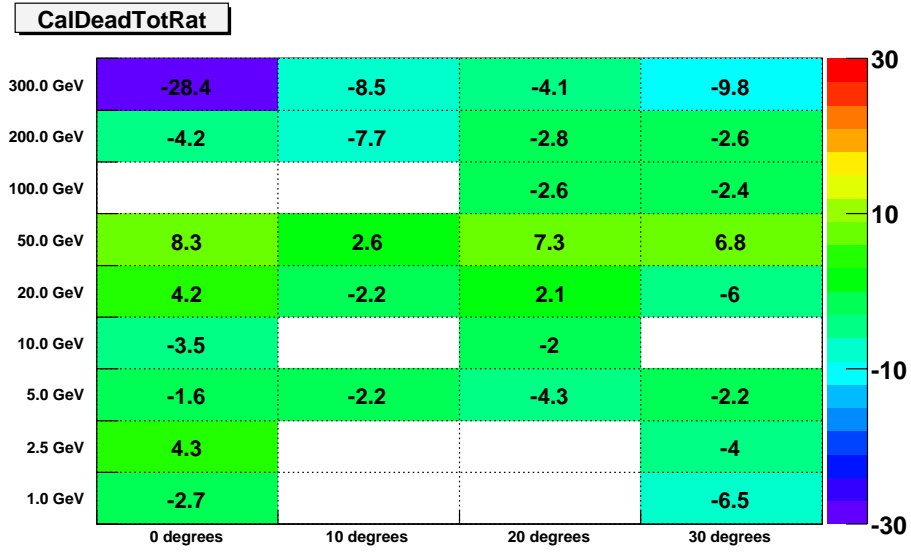 CalDeadTotRat
300.0 GeV -28.4 -8.5 -4.1 -9.8
200.0 GeV -4.2 -7.7 -2.8 -2.6
100.0 GeV -2.6 -2.4
50.0 GeV 8.3 2.6 7.3 6.8
20.0 GeV 4.2 -2.2 2.1 -6
10.0 GeV -3.5 -2
5.0 GeV -1.6 -2.2 -4.3 -2.2
2.5 GeV 4.3 -4
1.0 GeV -2.7 -6.5
0 degrees 10 degrees 20 degrees 30 degrees
30
10
-10
-30